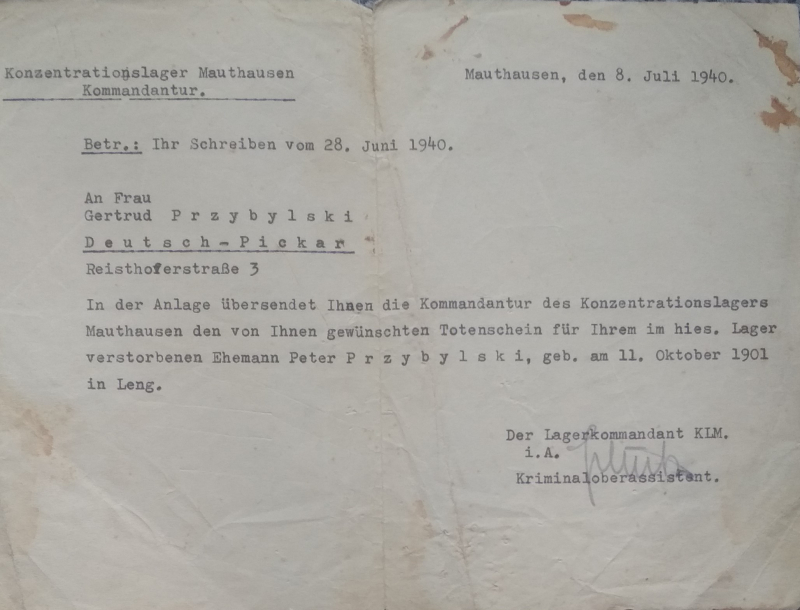 Konzentrationslager Mauthausen
Kommandantur.
Mauthausen, den 8. Juli 1940.
Betr.: Ihr Schreiben vom 28. Juni 1940.
An Frau
Gertrud P r z y b y l s k i
D e u t s c h - P i c k a r
Reisthoferstraße 3
In der Anlage übersendet Ihnen die Kommandantur des Konzentrationslagers
Mauthausen den von Ihnen gewünschten Totenschein für Ihrem im hies. Lager
verstorbenen Ehemann Peter P r z y b y l s k i, geb. am 11. Oktober 1901
in Leng.
Der Lagerkommandant KLM.
i.A.
Kriminaloberassistent.